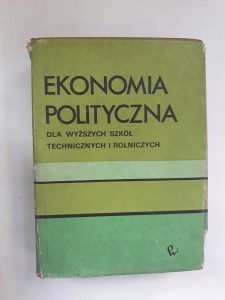 EKONOMIA
POLITYCZNA
DLA WYŻSZYCH SZKÓŁ
TECHNICZNYCH I ROLNICZYCH